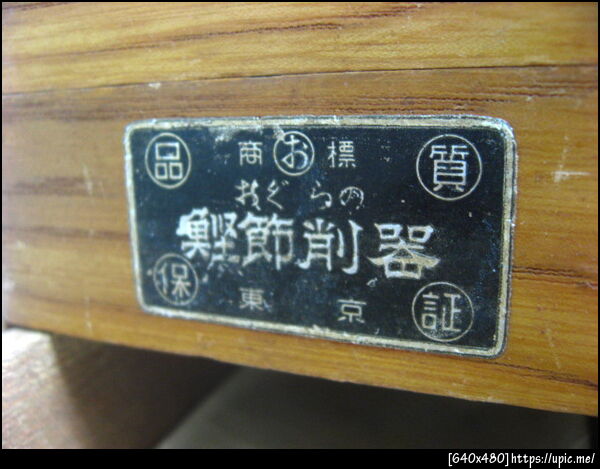 品 商 お 標 質
おぐらの
鰹節削器
保 東京 証
[640x480]https://upic.me/